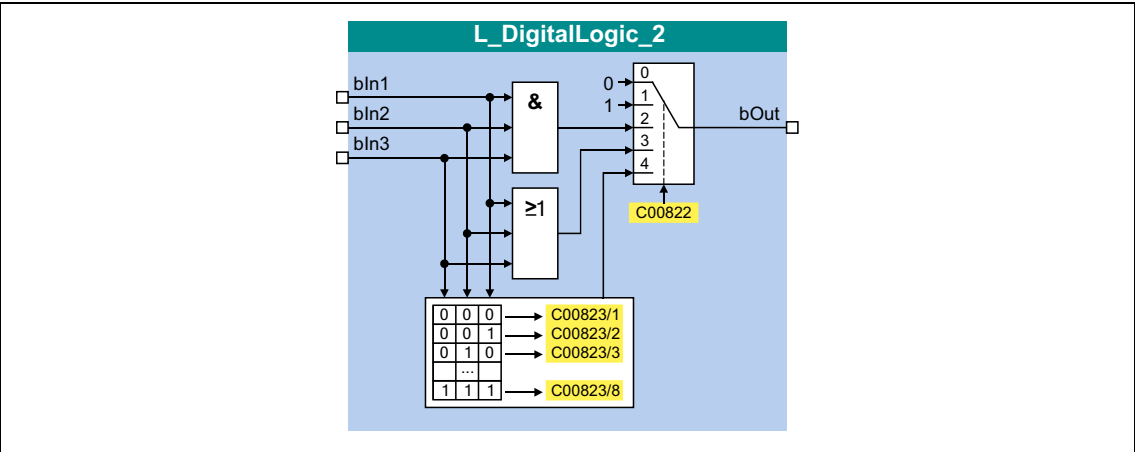 L_DigitalLogic_2
bIn1
bIn2
bIn3
&
≥1
0
1
0
1
2
3
4
bOut
C00822
0 0 0 C00823/1
0 0 1 C00823/2
0 1 0 C00823/3
...
1 1 1 C00823/8